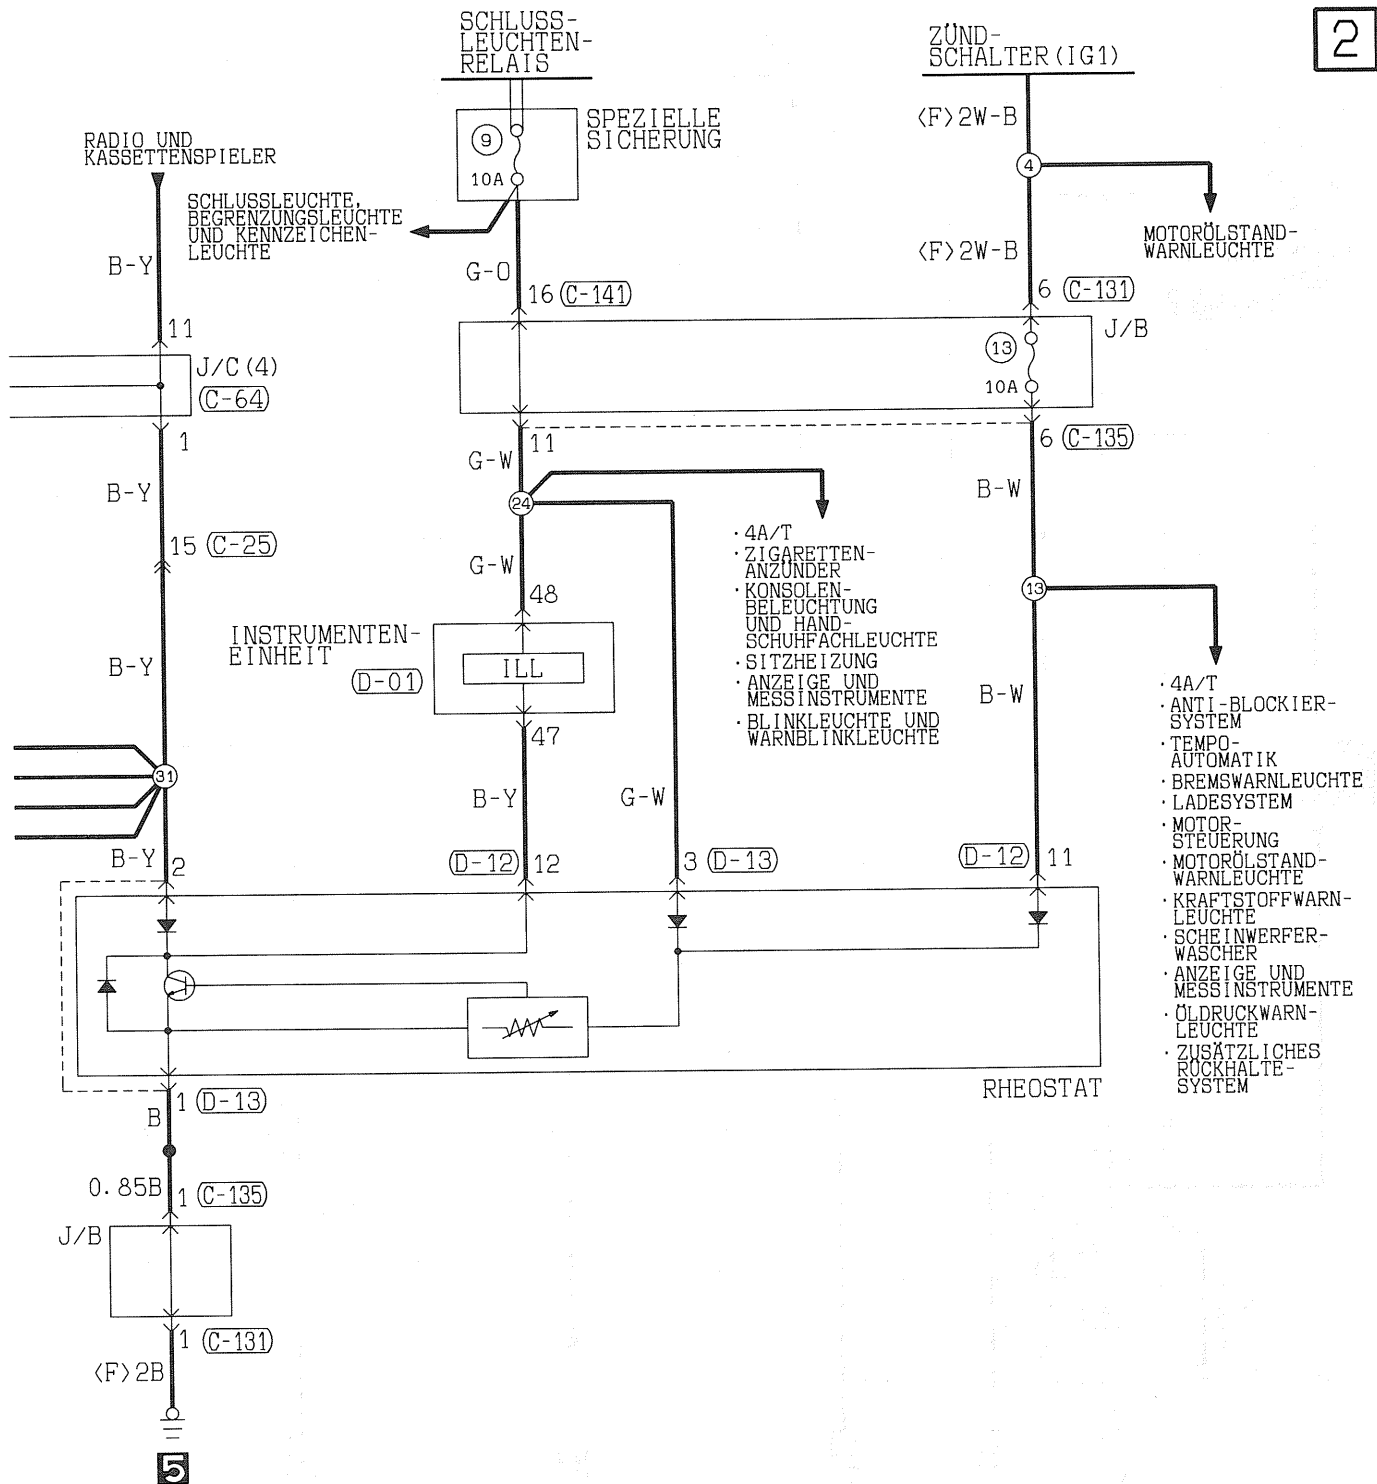 2
SCHLUSS-
LEUCHTEN-
RELAIS
ZÜND-
SCHALTER (IG1)
SPEZIELLE
SICHERUNG
9
10A
<F>2W-B
4
RADIO UND
KASSETTENSPIELER
SCHLUSSLEUCHTE,
BEGRENZUNGSLEUCHTE
UND KENNZEICHEN-
LEUCHTE
MOTORÖLSTAND-
WARNLEUCHTE
B-Y
G-O
<F>2W-B
16 (C-141)
6 (C-131)
11
J/B
13
10A
J/C (4)
(C-64)
1
11
6 (C-135)
B-Y
G-W
B-W
24
15 (C-25)
G-W
48
· 4A/T
· ZIGARETTEN-
ANZÜNDER
· KONSOLEN-
BELEUCHTUNG
UND HAND-
SCHUHFACHLEUCHTE
· SITZHEIZUNG
· ANZEIGE UND
MESSINSTRUMENTE
· BLINKLEUCHTE UND
WARNBLINKLEUCHTE
13
INSTRUMENTEN-
EINHEIT
(D-01)
ILL
47
B-Y
B-W
· 4A/T
· ANTI-BLOCKIER-
SYSTEM
· TEMPO-
AUTOMATIK
· BREMSWARNLEUCHTE
· LADESYSTEM
· MOTOR-
STEUERUNG
· MOTORÖLSTAND-
WARNLEUCHTE
· KRAFTSTOFFWARN-
LEUCHTE
· SCHEINWERFER-
WASCHER
· ANZEIGE UND
MESSINSTRUMENTE
· ÖLDRUCKWARN-
LEUCHTE
· ZUSÄTZLICHES
RÜCKHALTE-
SYSTEM
31
B-Y
G-W
B-Y
2
(D-12) 12
3 (D-13)
(D-12) 11
RHEOSTAT
1 (D-13)
B
0.85B
1 (C-135)
J/B
1 (C-131)
<F>2B
5